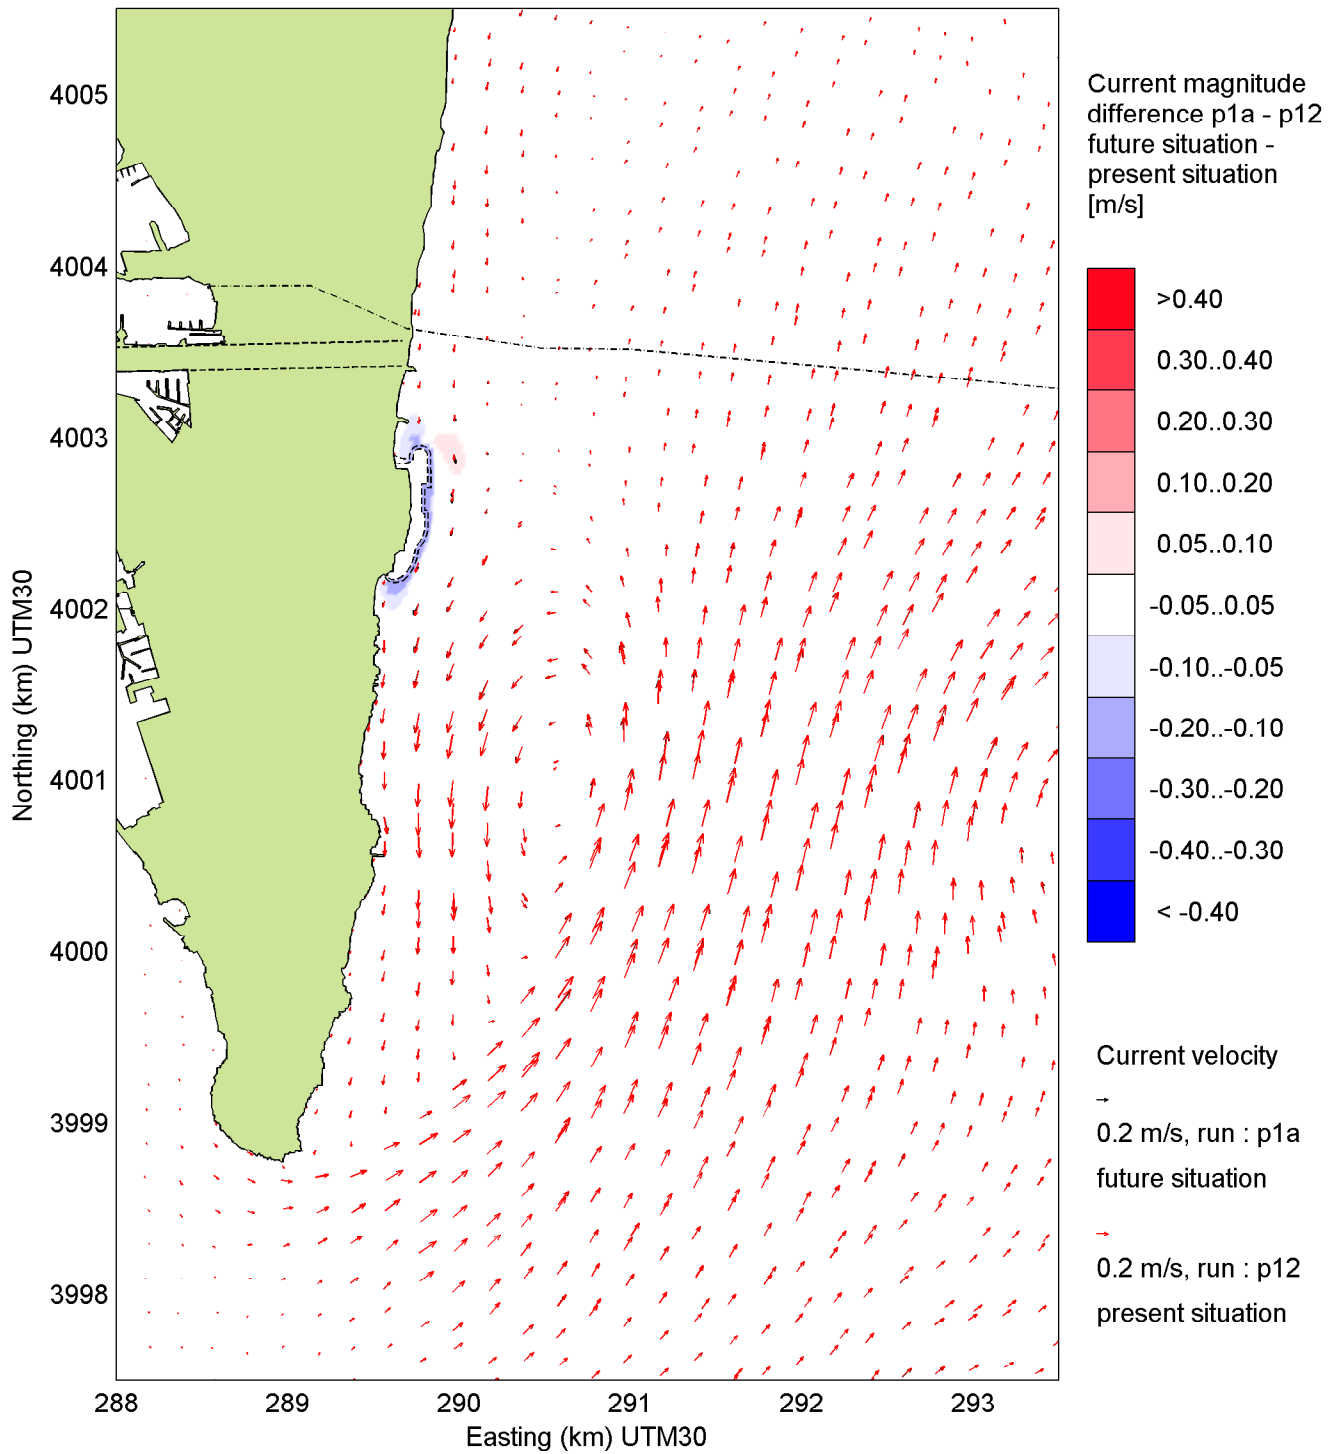 4005
4004
4003
4002
4001
4000
3999
3998
Northing (km) UTM30
288
289
290
291
292
293
Easting (km) UTM30
Current magnitude
difference p1a - p12
future situation -
present situation
[m/s]
>0.40
0.30..0.40
0.20..0.30
0.10..0.20
0.05..0.10
-0.05..0.05
-0.10..-0.05
-0.20..-0.10
-0.30..-0.20
-0.40..-0.30
< -0.40
Current velocity
0.2 m/s, run : p1a
future situation
0.2 m/s, run : p12
present situation